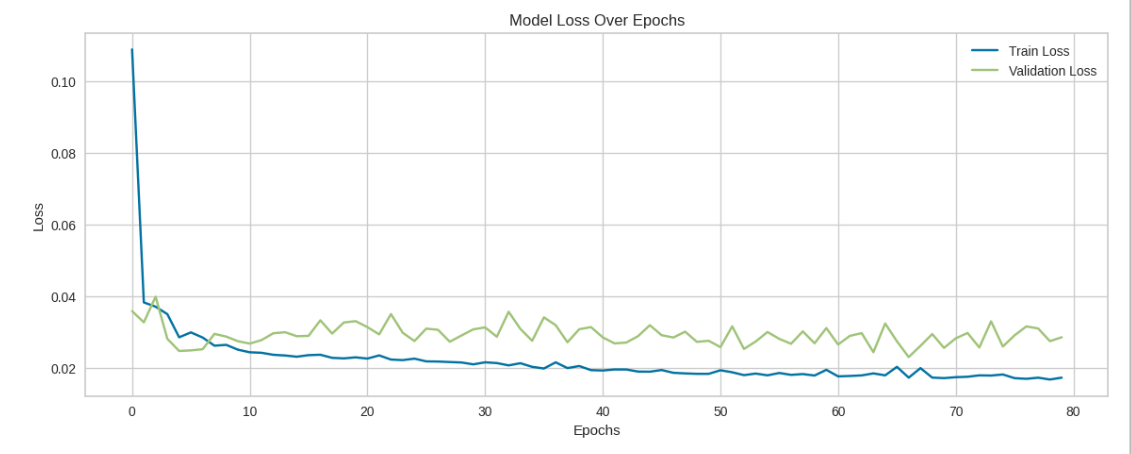 Model Loss Over Epochs
Train Loss
Validation Loss
0.10
0.08
0.06
0.04
0.02
Loss
0 10 20 30 40 50 60 70 80
Epochs